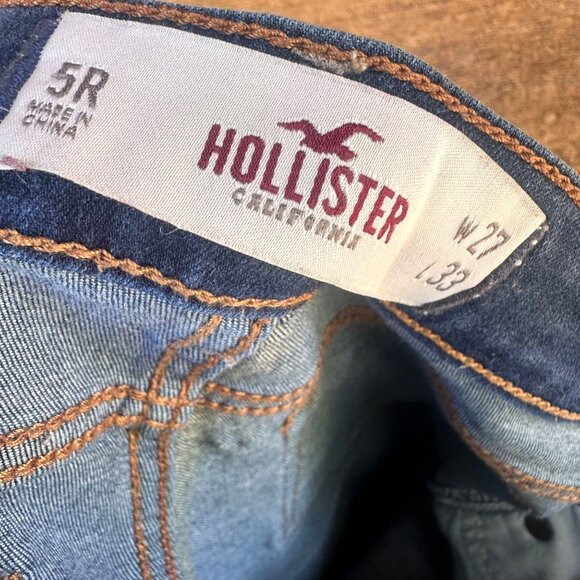 5R
MADE IN
CHINA
HOLLISTER
CALIFORNIA
W 27
L 33